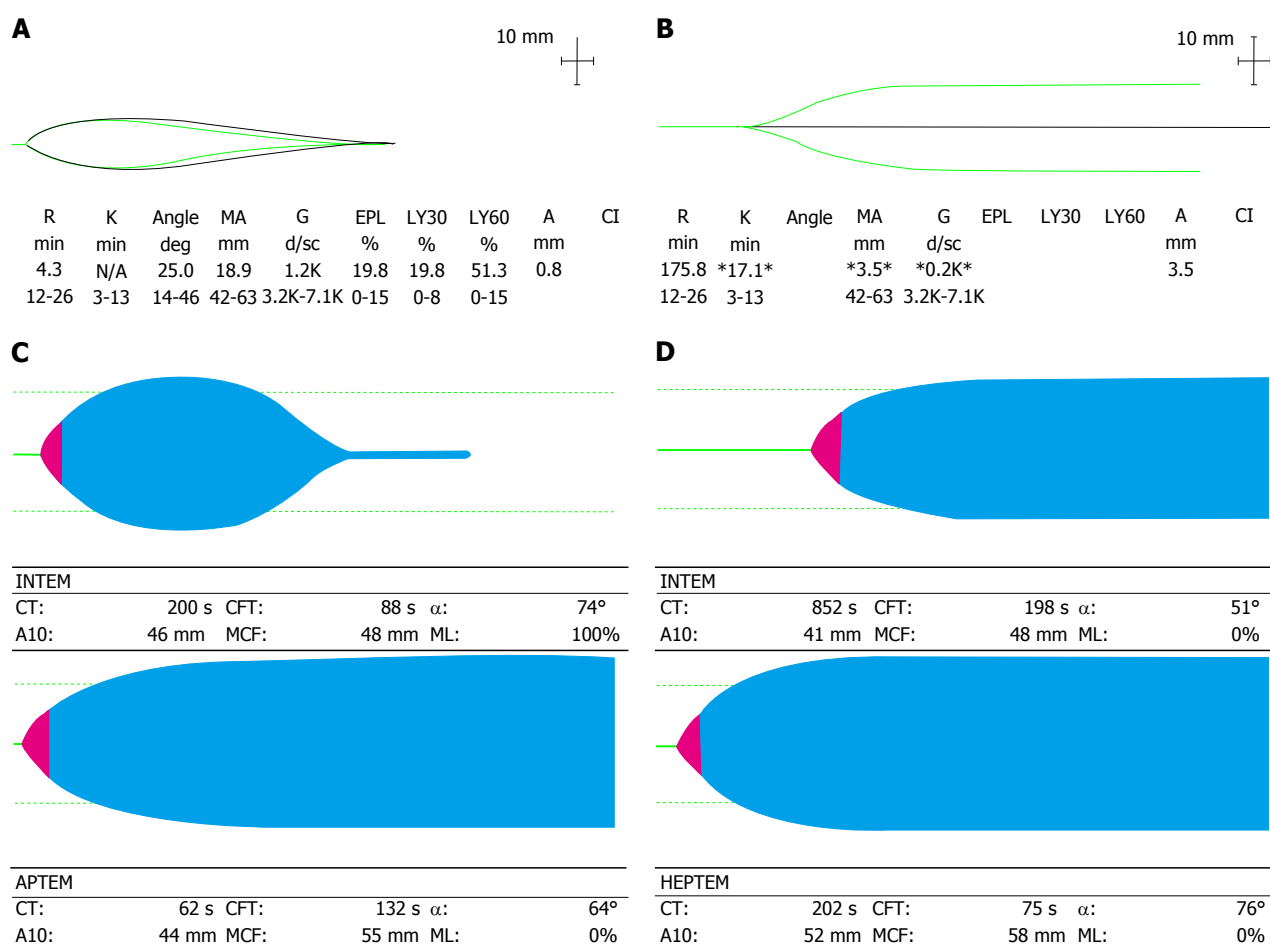 A
10 mm
R K Angle MA G EPL LY30 LY60 A CI
min min deg mm d/sc % % % mm
4.3 N/A 25.0 18.9 1.2K 19.8 19.8 51.3 0.8
12-26 3-13 14-46 42-63 3.2K-7.1K 0-15 0-8 0-15
B
10 mm
R K Angle MA G EPL LY30 LY60 A CI
min min mm d/sc mm
175.8 *17.1* *3.5* *0.2K* 3.5
12-26 3-13 42-63 3.2K-7.1K
C
INTEM
CT: 200 s CFT: 88 s α: 74°
A10: 46 mm MCF: 48 mm ML: 100%
APTEM
CT: 62 s CFT: 132 s α: 64°
A10: 44 mm MCF: 55 mm ML: 0%
D
INTEM
CT: 852 s CFT: 198 s α: 51°
A10: 41 mm MCF: 48 mm ML: 0%
HEPTEM
CT: 202 s CFT: 75 s α: 76°
A10: 52 mm MCF: 58 mm ML: 0%